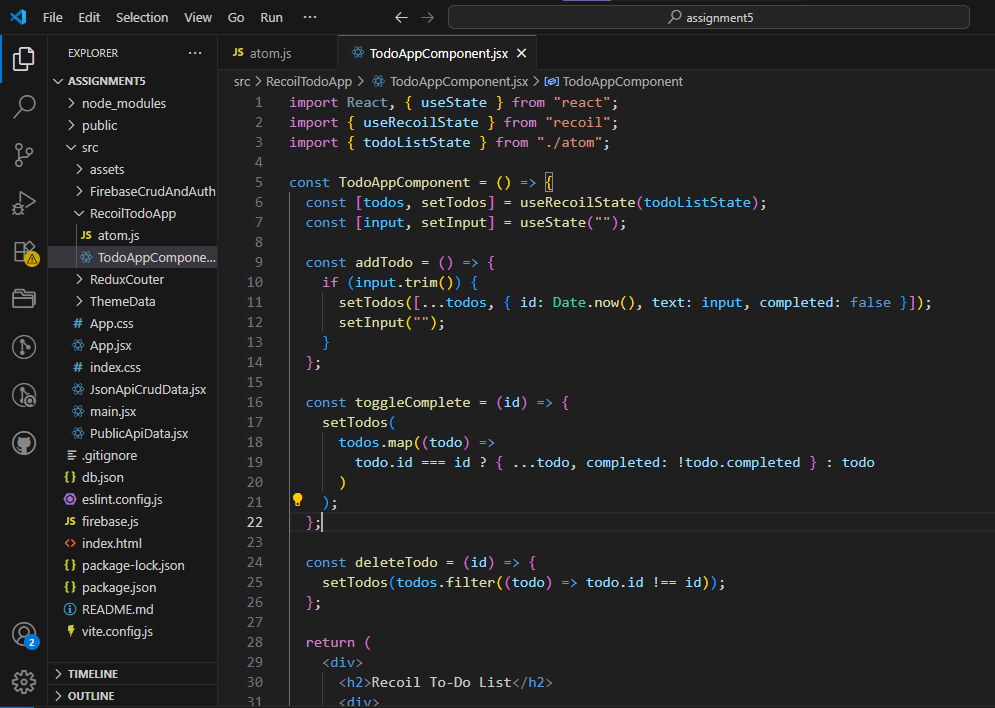 File Edit Selection View Go Run ···
assignment5
EXPLORER ···
ASSIGNMENT5
node_modules
public
src
assets
FirebaseCrudAndAuth
RecoilTodoApp
JS atom.js
TodoAppCompone...
ReduxCouter
ThemeData
# App.css
App.jsx
# index.css
JsonApiCrudData.jsx
main.jsx
PublicApiData.jsx
.gitignore
{} db.json
eslint.config.js
JS firebase.js
<> index.html
{} package-lock.json
{} package.json
README.md
vite.config.js
2
TIMELINE
OUTLINE
JS atom.js
TodoAppComponent.jsx
src > RecoilTodoApp > TodoAppComponent.jsx > TodoAppComponent
1 import React, { useState } from "react";
2 import { useRecoilState } from "recoil";
3 import { todoListState } from "./atom";
4
5 const TodoAppComponent = () => {
6 const [todos, setTodos] = useRecoilState(todoListState);
7 const [input, setInput] = useState("");
8
9 const addTodo = () => {
10 if (input.trim()) {
11 setTodos([...todos, { id: Date.now(), text: input, completed: false }]);
12 setInput("");
13 }
14 };
15
16 const toggleComplete = (id) => {
17 setTodos(
18 todos.map((todo) =>
19 todo.id === id ? { ...todo, completed: !todo.completed } : todo
20 )
21 );
22 };
23
24 const deleteTodo = (id) => {
25 setTodos(todos.filter((todo) => todo.id !== id));
26 };
27
28 return (
29 <div>
30 <h2>Recoil To-Do List</h2>
31 <div>